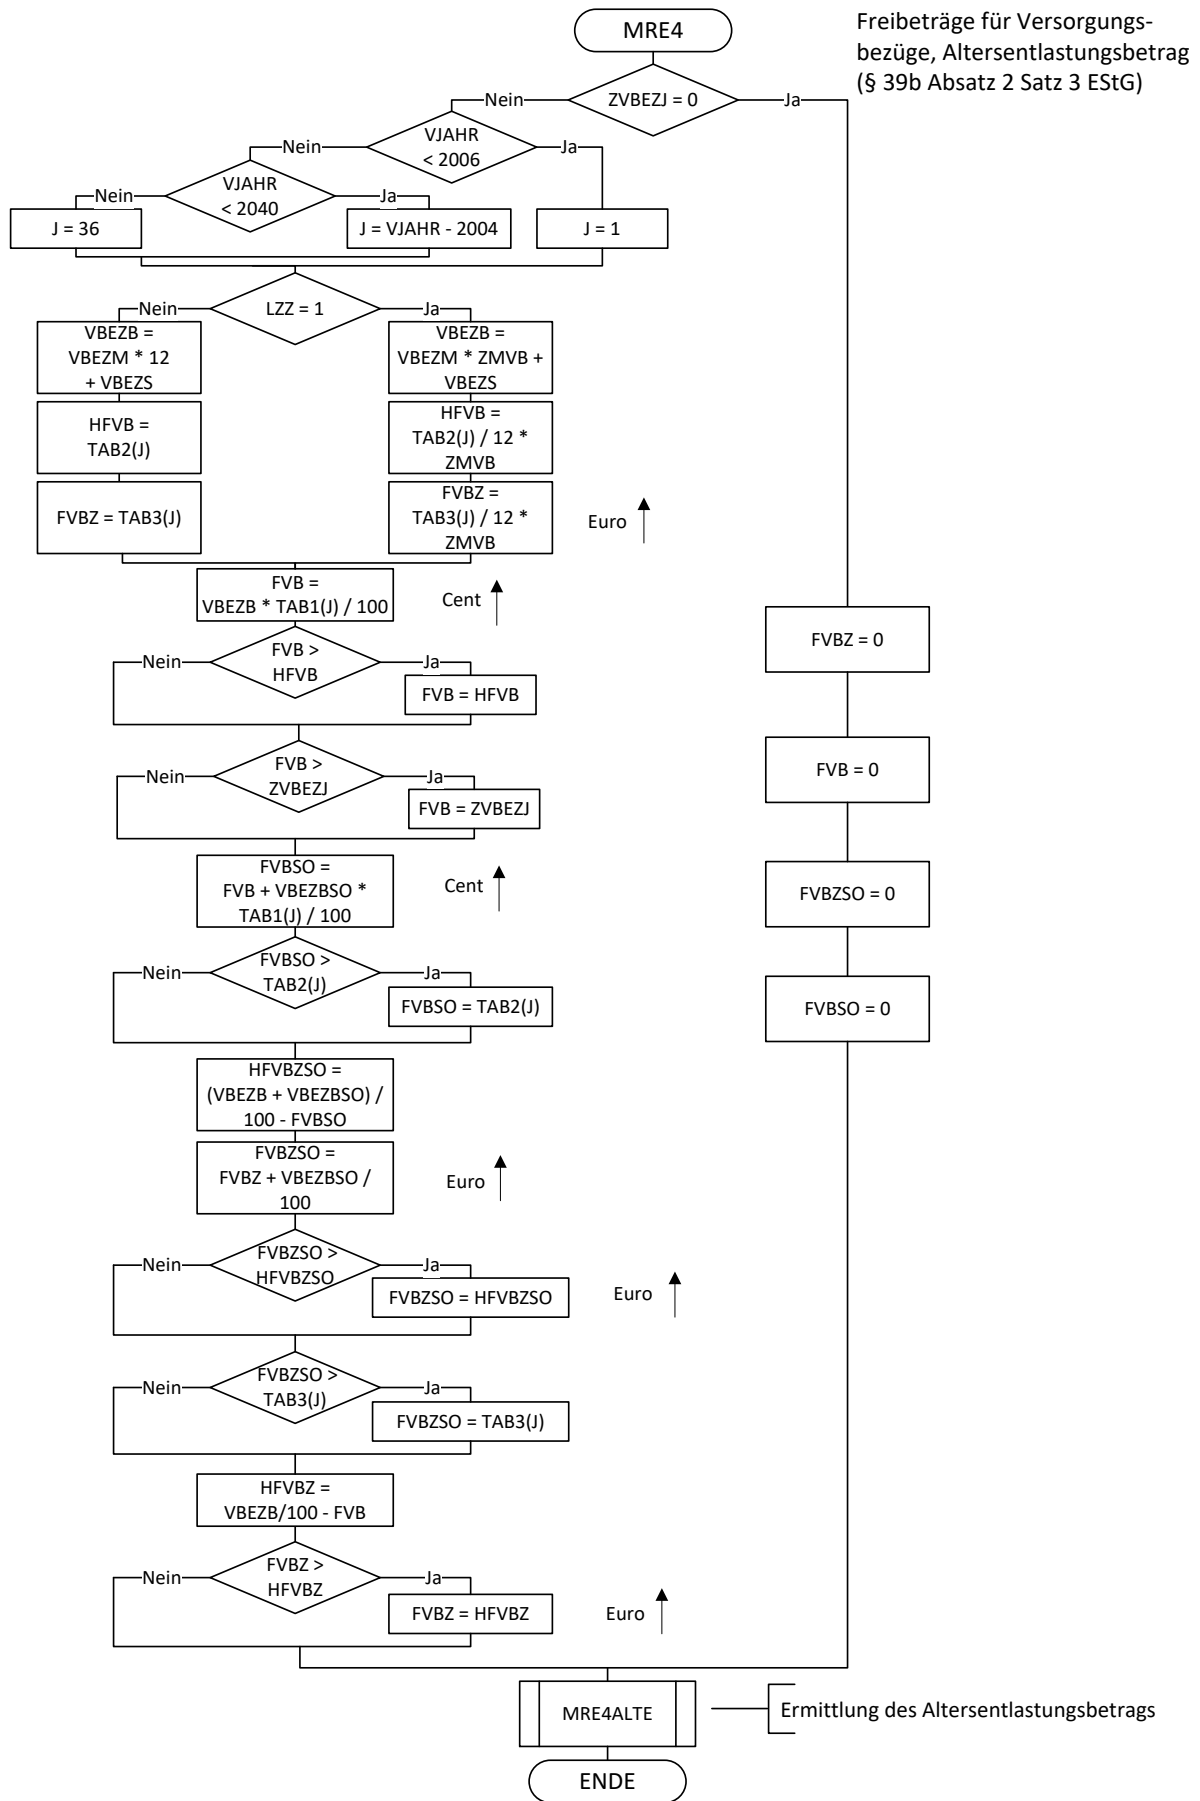 MRE4
Freibeträge für Versorgungs-
bezüge, Altersentlastungsbetrag
(§ 39b Absatz 2 Satz 3 EStG)
Nein
ZVBEZJ = 0
Ja
Nein
VJAHR
< 2006
Ja
Nein
VJAHR
< 2040
Ja
J = 36
J = VJAHR - 2004
J = 1
Nein
LZZ = 1
Ja
VBEZB =
VBEZM * 12
+ VBEZS
VBEZB =
VBEZM * ZMVB +
VBEZS
HFVB =
TAB2(J)
HFVB =
TAB2(J) / 12 *
ZMVB
FVBZ = TAB3(J)
FVBZ =
TAB3(J) / 12 *
ZMVB
Euro
FVB =
VBEZB * TAB1(J) / 100
Cent
FVBZ = 0
Nein
FVB >
HFVB
Ja
FVB = HFVB
FVB = 0
Nein
FVB >
ZVBEZJ
Ja
FVB = ZVBEZJ
FVBSO =
FVB + VBEZBSO *
TAB1(J) / 100
Cent
FVBZSO = 0
Nein
FVBSO >
TAB2(J)
Ja
FVBSO = TAB2(J)
FVBSO = 0
HFVBZSO =
(VBEZB + VBEZBSO) /
100 - FVBSO
FVBZSO =
FVBZ + VBEZBSO /
100
Euro
Nein
FVBZSO >
HFVBZSO
Ja
FVBZSO = HFVBZSO
Euro
Nein
FVBZSO >
TAB3(J)
Ja
FVBZSO = TAB3(J)
HFVBZ =
VBEZB/100 - FVB
Nein
FVBZ >
HFVBZ
Ja
FVBZ = HFVBZ
Euro
MRE4ALTE
Ermittlung des Altersentlastungsbetrags
ENDE